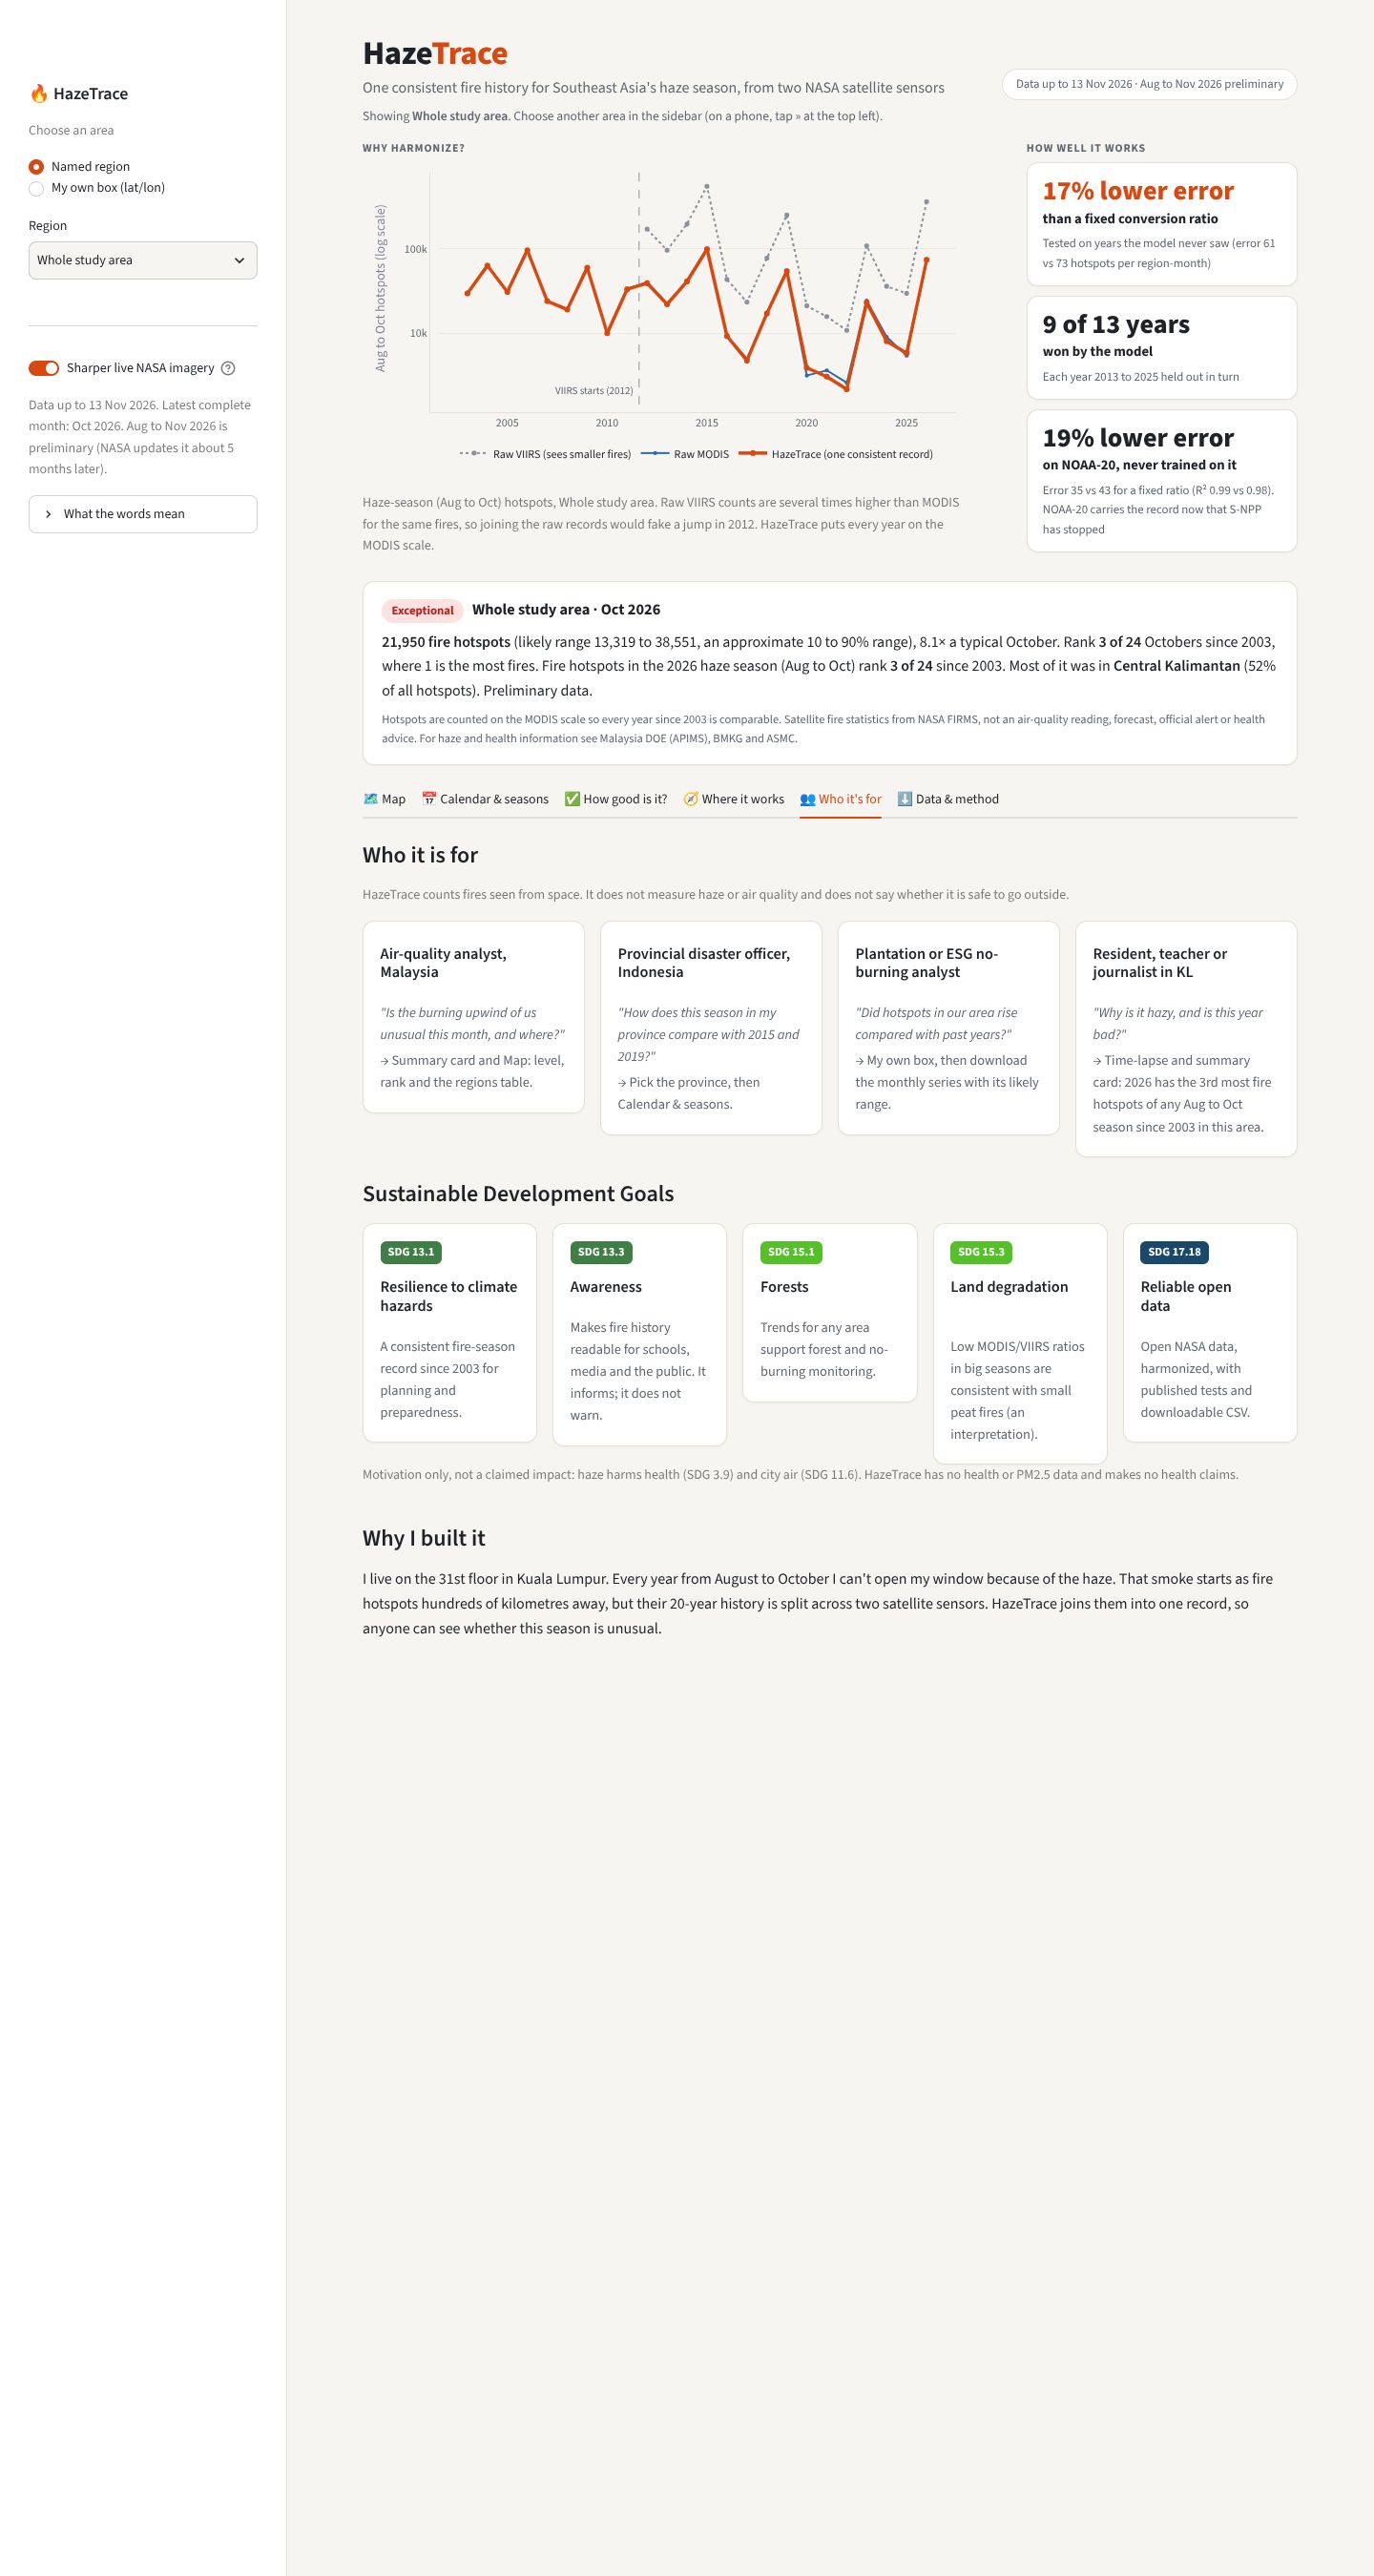 🔥 HazeTrace
Choose an area
Named region
My own box (lat/lon)
Region
Whole study area
Sharper live NASA imagery
Data up to 13 Nov 2026. Latest complete
month: Oct 2026. Aug to Nov 2026 is
preliminary (NASA updates it about 5
months later).
What the words mean
HazeTrace
One consistent fire history for Southeast Asia's haze season, from two NASA satellite sensors
Data up to 13 Nov 2026 · Aug to Nov 2026 preliminary
Showing Whole study area. Choose another area in the sidebar (on a phone, tap » at the top left).
WHY HARMONIZE?
Aug to Oct hotspots (log scale)
100k
10k
VIIRS starts (2012)
2005
2010
2015
2020
2025
Raw VIIRS (sees smaller fires)
Raw MODIS
HazeTrace (one consistent record)
Haze-season (Aug to Oct) hotspots, Whole study area. Raw VIIRS counts are several times higher than MODIS
for the same fires, so joining the raw records would fake a jump in 2012. HazeTrace puts every year on the
MODIS scale.
HOW WELL IT WORKS
17% lower error
than a fixed conversion ratio
Tested on years the model never saw (error 61
vs 73 hotspots per region-month)
9 of 13 years
won by the model
Each year 2013 to 2025 held out in turn
19% lower error
on NOAA-20, never trained on it
Error 35 vs 43 for a fixed ratio (R² 0.99 vs 0.98).
NOAA-20 carries the record now that S-NPP
has stopped
Exceptional Whole study area · Oct 2026
21,950 fire hotspots (likely range 13,319 to 38,551, an approximate 10 to 90% range), 8.1× a typical October. Rank 3 of 24 Octobers since 2003,
where 1 is the most fires. Fire hotspots in the 2026 haze season (Aug to Oct) rank 3 of 24 since 2003. Most of it was in Central Kalimantan (52%
of all hotspots). Preliminary data.
Hotspots are counted on the MODIS scale so every year since 2003 is comparable. Satellite fire statistics from NASA FIRMS, not an air-quality reading, forecast, official alert or health
advice. For haze and health information see Malaysia DOE (APIMS), BMKG and ASMC.
🗺️ Map
📅 Calendar & seasons
✅ How good is it?
🧭 Where it works
👥 Who it's for
⬇️ Data & method
Who it is for
HazeTrace counts fires seen from space. It does not measure haze or air quality and does not say whether it is safe to go outside.
Air-quality analyst,
Malaysia
"Is the burning upwind of us
unusual this month, and where?"
→ Summary card and Map: level,
rank and the regions table.
Provincial disaster officer,
Indonesia
"How does this season in my
province compare with 2015 and
2019?"
→ Pick the province, then
Calendar & seasons.
Plantation or ESG no-
burning analyst
"Did hotspots in our area rise
compared with past years?"
→ My own box, then download
the monthly series with its likely
range.
Resident, teacher or
journalist in KL
"Why is it hazy, and is this year
bad?"
→ Time-lapse and summary
card: 2026 has the 3rd most fire
hotspots of any Aug to Oct
season since 2003 in this area.
Sustainable Development Goals
SDG 13.1
Resilience to climate
hazards
A consistent fire-season
record since 2003 for
planning and
preparedness.
SDG 13.3
Awareness
Makes fire history
readable for schools,
media and the public. It
informs; it does not
warn.
SDG 15.1
Forests
Trends for any area
support forest and no-
burning monitoring.
SDG 15.3
Land degradation
Low MODIS/VIIRS ratios
in big seasons are
consistent with small
peat fires (an
interpretation).
SDG 17.18
Reliable open
data
Open NASA data,
harmonized, with
published tests and
downloadable CSV.
Motivation only, not a claimed impact: haze harms health (SDG 3.9) and city air (SDG 11.6). HazeTrace has no health or PM2.5 data and makes no health claims.
Why I built it
I live on the 31st floor in Kuala Lumpur. Every year from August to October I can't open my window because of the haze. That smoke starts as fire
hotspots hundreds of kilometres away, but their 20-year history is split across two satellite sensors. HazeTrace joins them into one record, so
anyone can see whether this season is unusual.